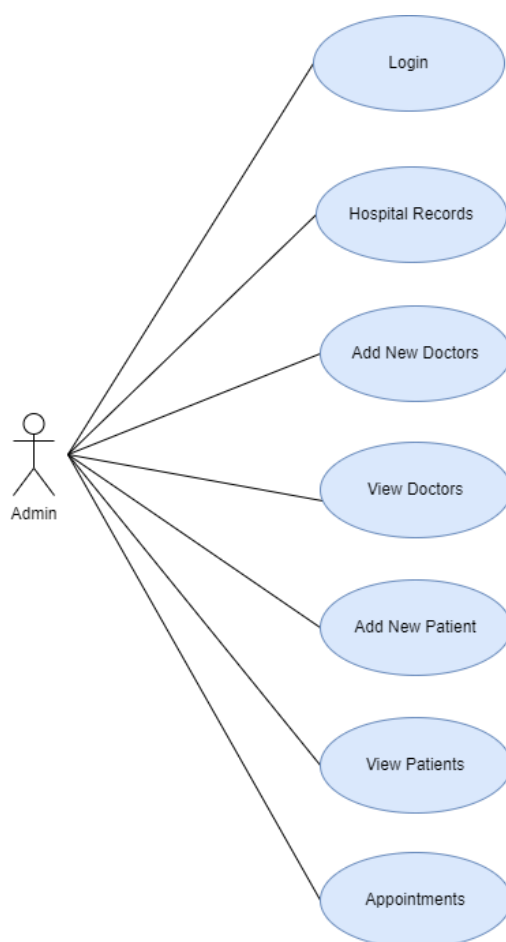 Login
Hospital Records
Add New Doctors
View Doctors
Admin
Add New Patient
View Patients
Appointments